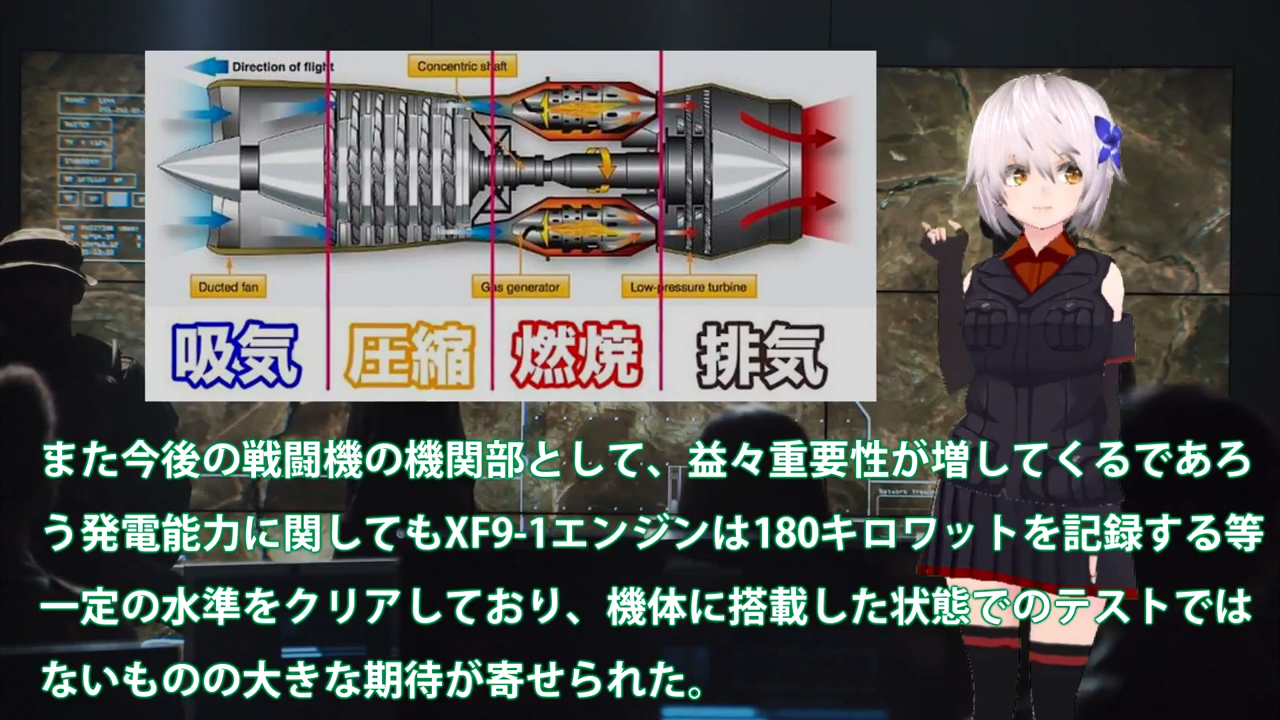 Direction of flight
Concentric shaft
Ducted fan
Gas generator
Low-pressure turbine
吸気
圧縮
燃焼
排気
また今後の戦闘機の機関部として、益々重要性が増してくるであろ
う発電能力に関してもXF9-1エンジンは180キロワットを記録する等
一定の水準をクリアしており、機体に搭載した状態でのテストでは
ないものの大きな期待が寄せられた。